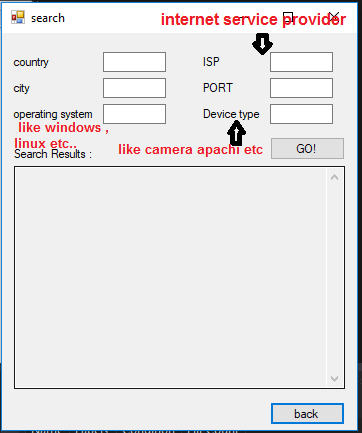 search
internet service provider
country
ISP
city
PORT
operating system
Device type
like windows ,
linux etc..
like camera apachi etc
GO!
Search Results :
back